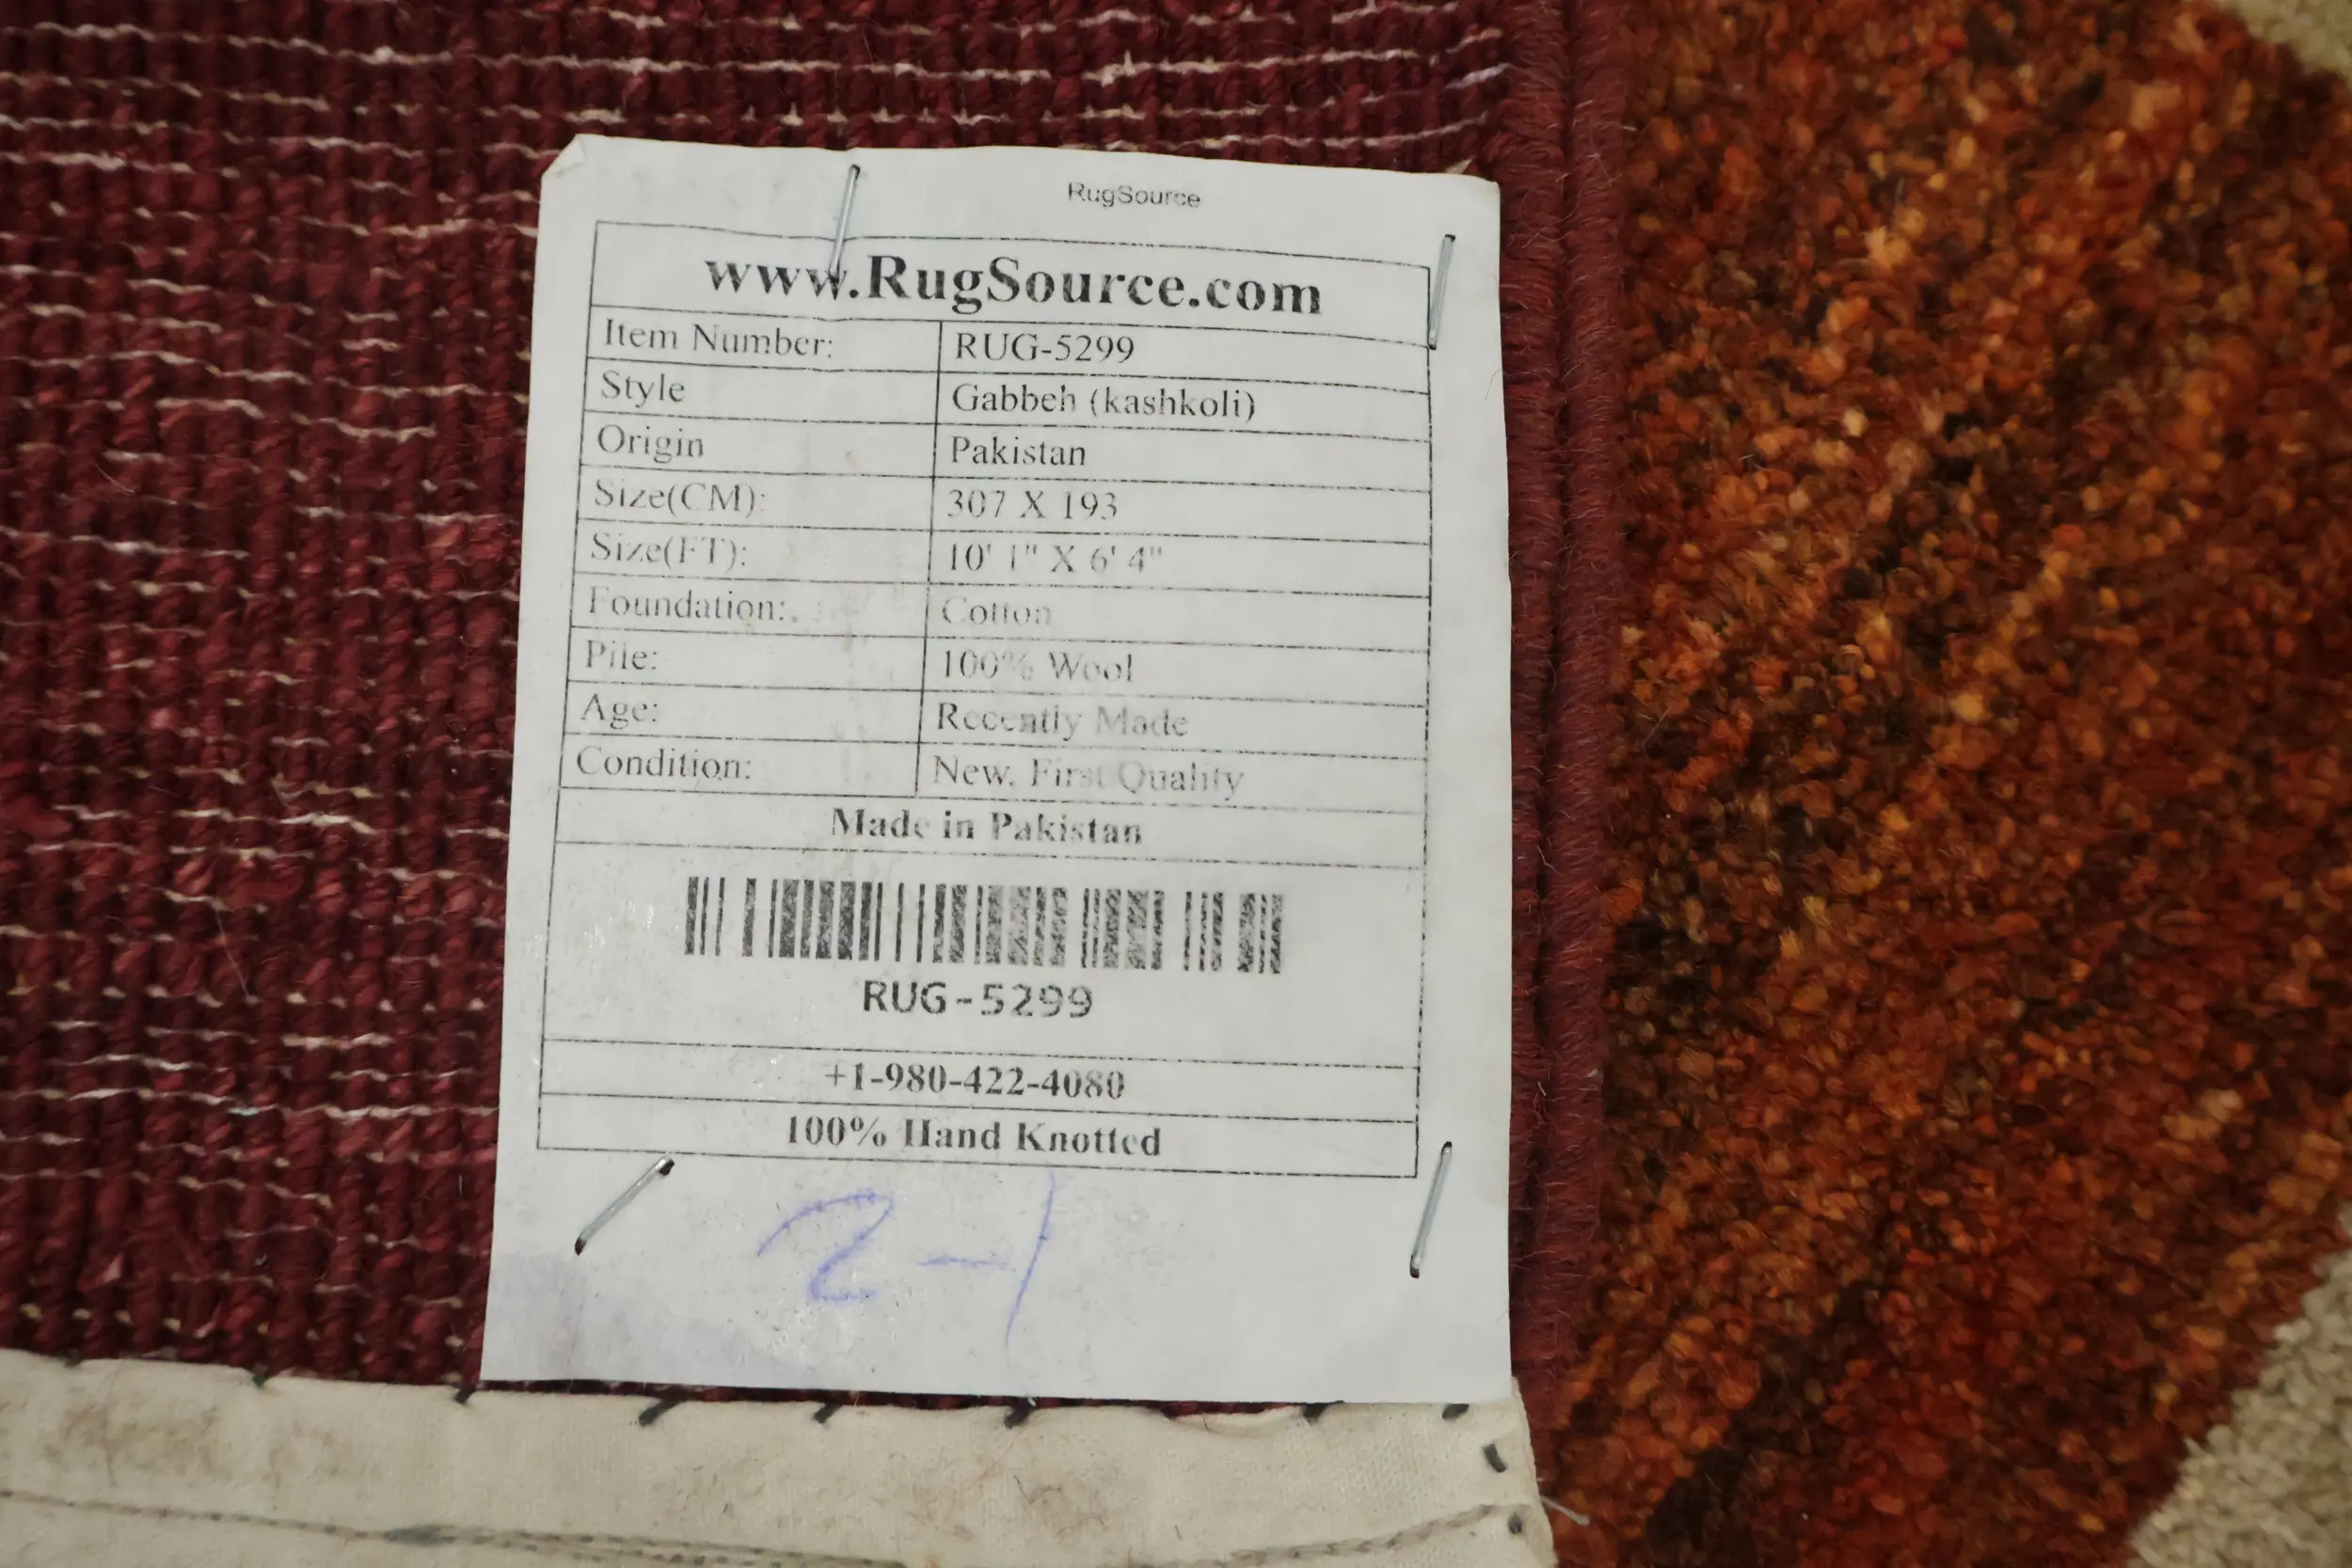 RugSource
www.RugSource.com
Item Number: RUG-5299
Style Gabbeh (kashkoli)
Origin Pakistan
Size(CM): 307 X 193
Size(FT): 10' 1" X 6' 4"
Foundation: Cotton
Pile: 100% Wool
Age: Recently Made
Condition: New. First Quality
Made in Pakistan
RUG-5299
+1-980-422-4080
100% Hand Knotted
2-1